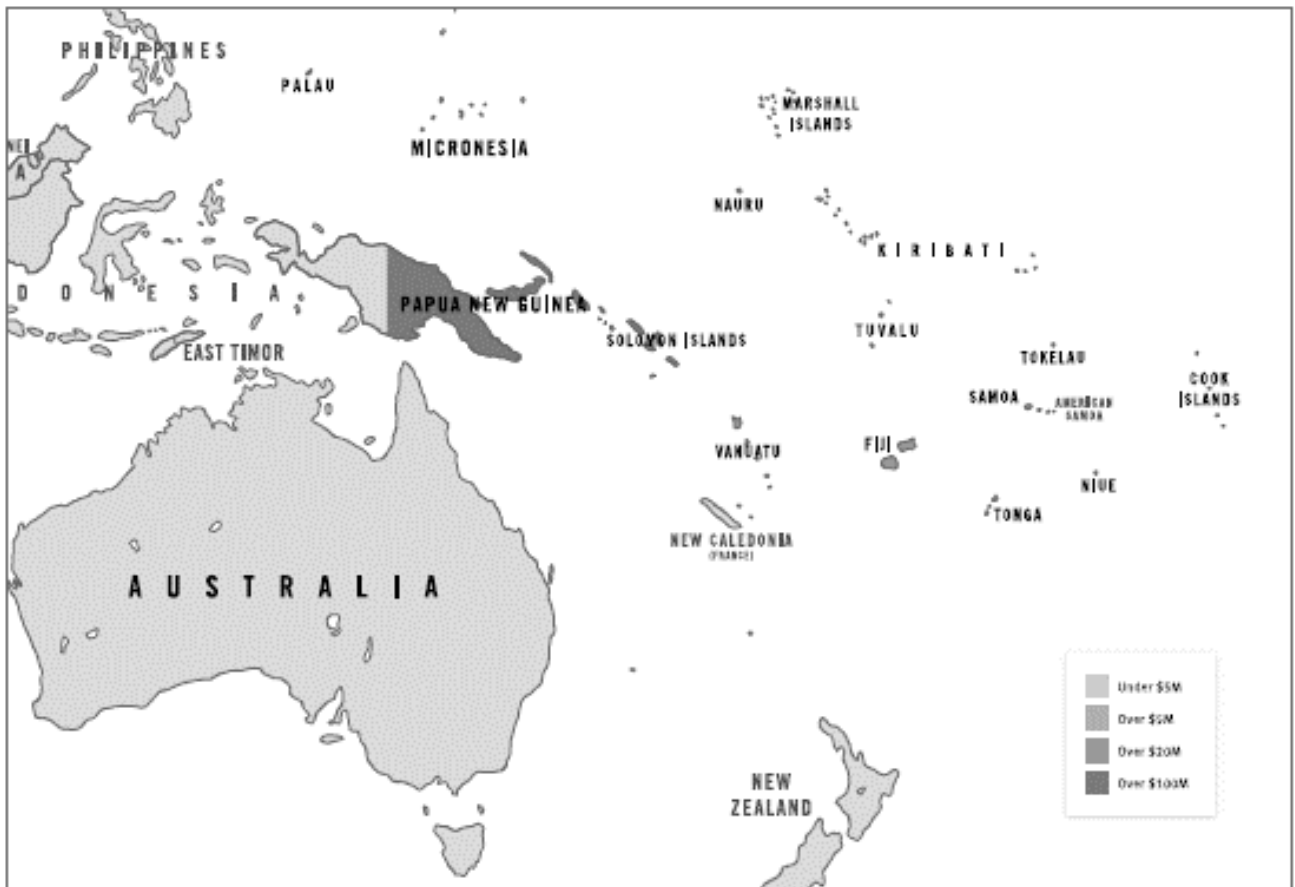 PHILIPPINES
PALAU
MARSHALL
ISLANDS
NEI
A
MICRONESIA
NAURU
KIRIBATI
DONESIA
PAPUA NEW GUINEA
TUVALU
SOLOMON ISLANDS
EAST TIMOR
TOKELAU
COOK
ISLANDS
SAMOA
AMERICAN
SAMOA
FIJI
VANUATU
NIUE
TONGA
NEW CALEDONIA
(FRANCE)
AUSTRALIA
Under $5M
Over $5M
Over $20M
Over $100M
NEW
ZEALAND